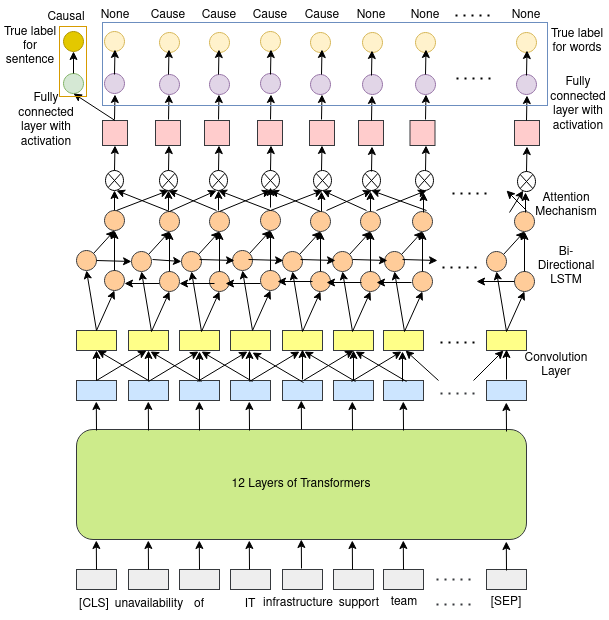 Causal
None Cause Cause Cause Cause None None None
True label
for
sentence
True label
for words
Fully
connected
layer with
activation
Fully
connected
layer with
activation
Attention
Mechanism
Bi-
Directional
LSTM
Convolution
Layer
12 Layers of Transformers
[CLS] unavailability of IT infrastructure support team [SEP]